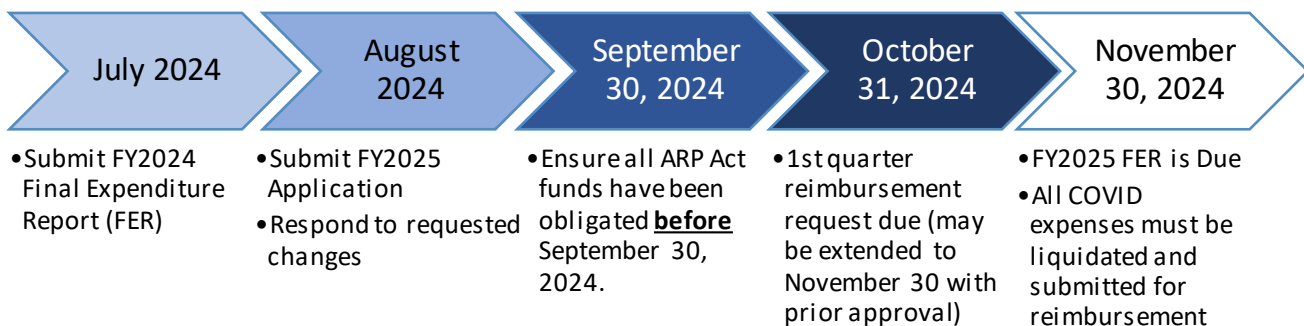 July 2024
August
2024
September
30, 2024
October
31, 2024
November
30, 2024
•Submit FY2024
Final Expenditure
Report (FER)
•Submit FY2025
Application
•Respond to requested
changes
•Ensure all ARP Act
funds have been
obligated before
September 30,
2024.
•1st quarter
reimbursement
request due (may
be extended to
November 30 with
prior approval)
•FY2025 FER is Due
•All COVID
expenses must be
liquidated and
submitted for
reimbursement